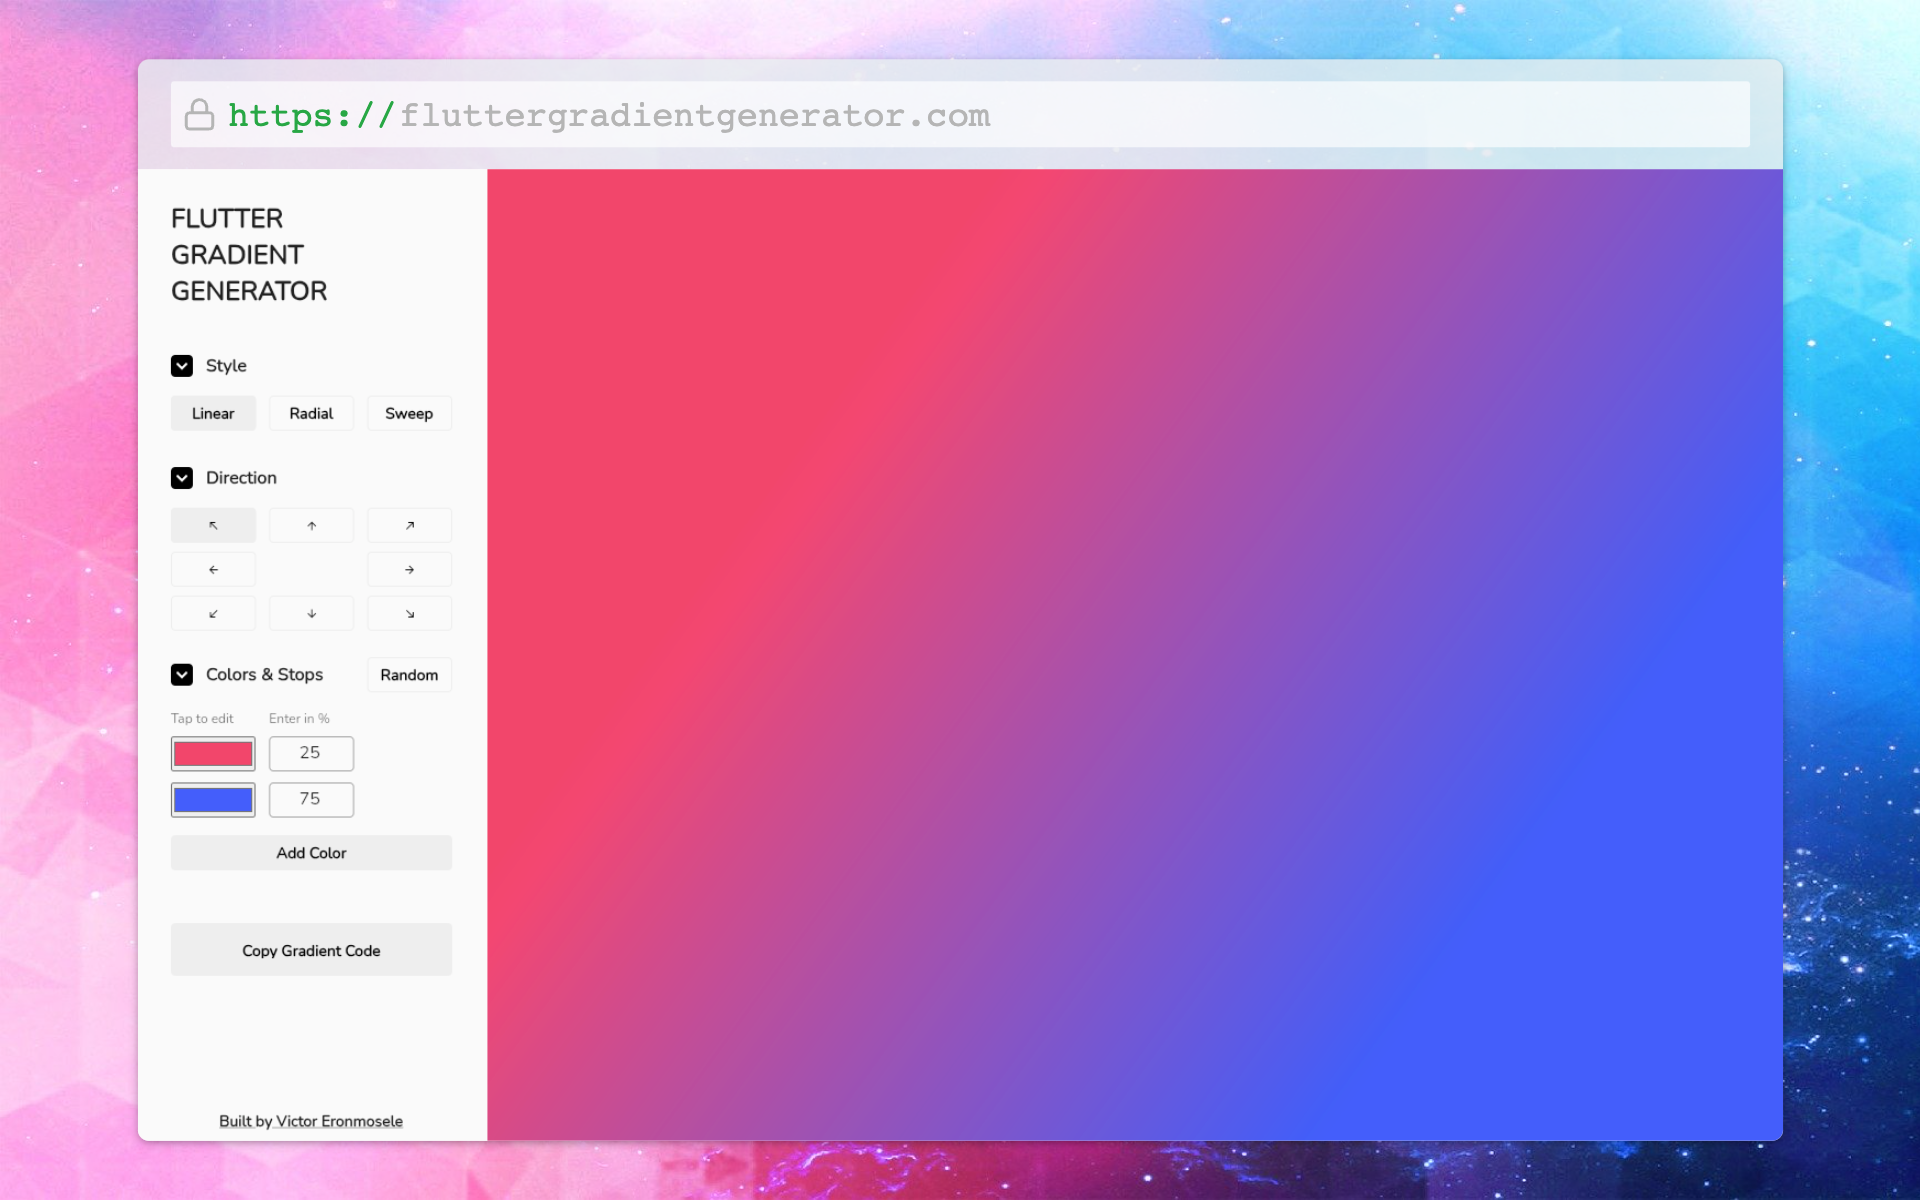 https://fluttergradientgenerator.com
FLUTTER
GRADIENT
GENERATOR
Style
Linear Radial Sweep
Direction
↖ ↑ ↗
← →
↙ ↓ ↘
Colors & Stops Random
Tap to edit Enter in %
25
75
Add Color
Copy Gradient Code
Built by Victor Eronmosele